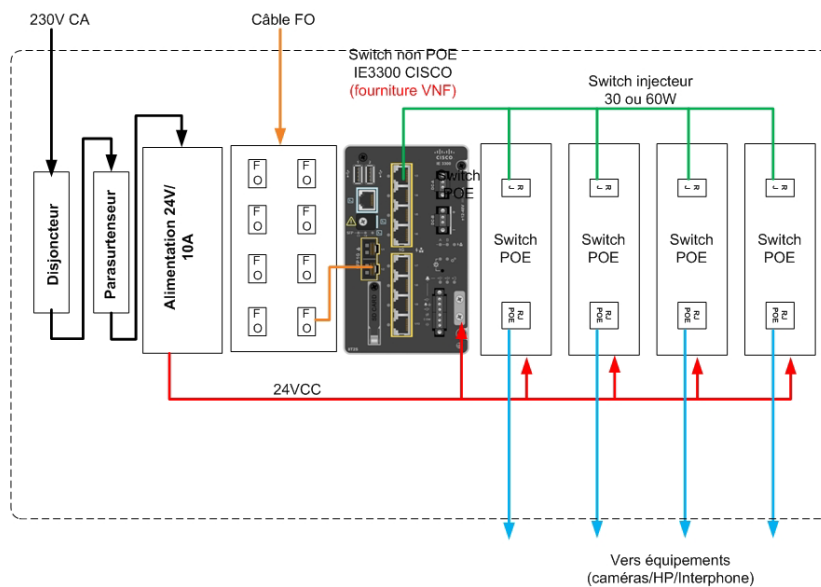 230V CA
Câble FO
Switch non POE
IE3300 CISCO
(fourniture VNF)
Switch injecteur
30 ou 60W
Disjoncteur
Parasurtenseur
Alimentation 24V/
10A
F
O
F
O
F
O
F
O
F
O
F
O
F
O
F
O
CISCO
Switch
POE
R
J
Switch
POE
RJ
POE
R
J
Switch
POE
RJ
POE
R
J
Switch
POE
RJ
POE
R
J
Switch
POE
RJ
POE
24VCC
Vers équipements
(caméras/HP/Interphone)